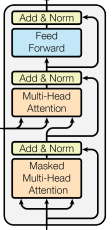 Add & Norm
Feed
Forward
Add & Norm
Multi-Head
Attention
Add & Norm
Masked
Multi-Head
Attention